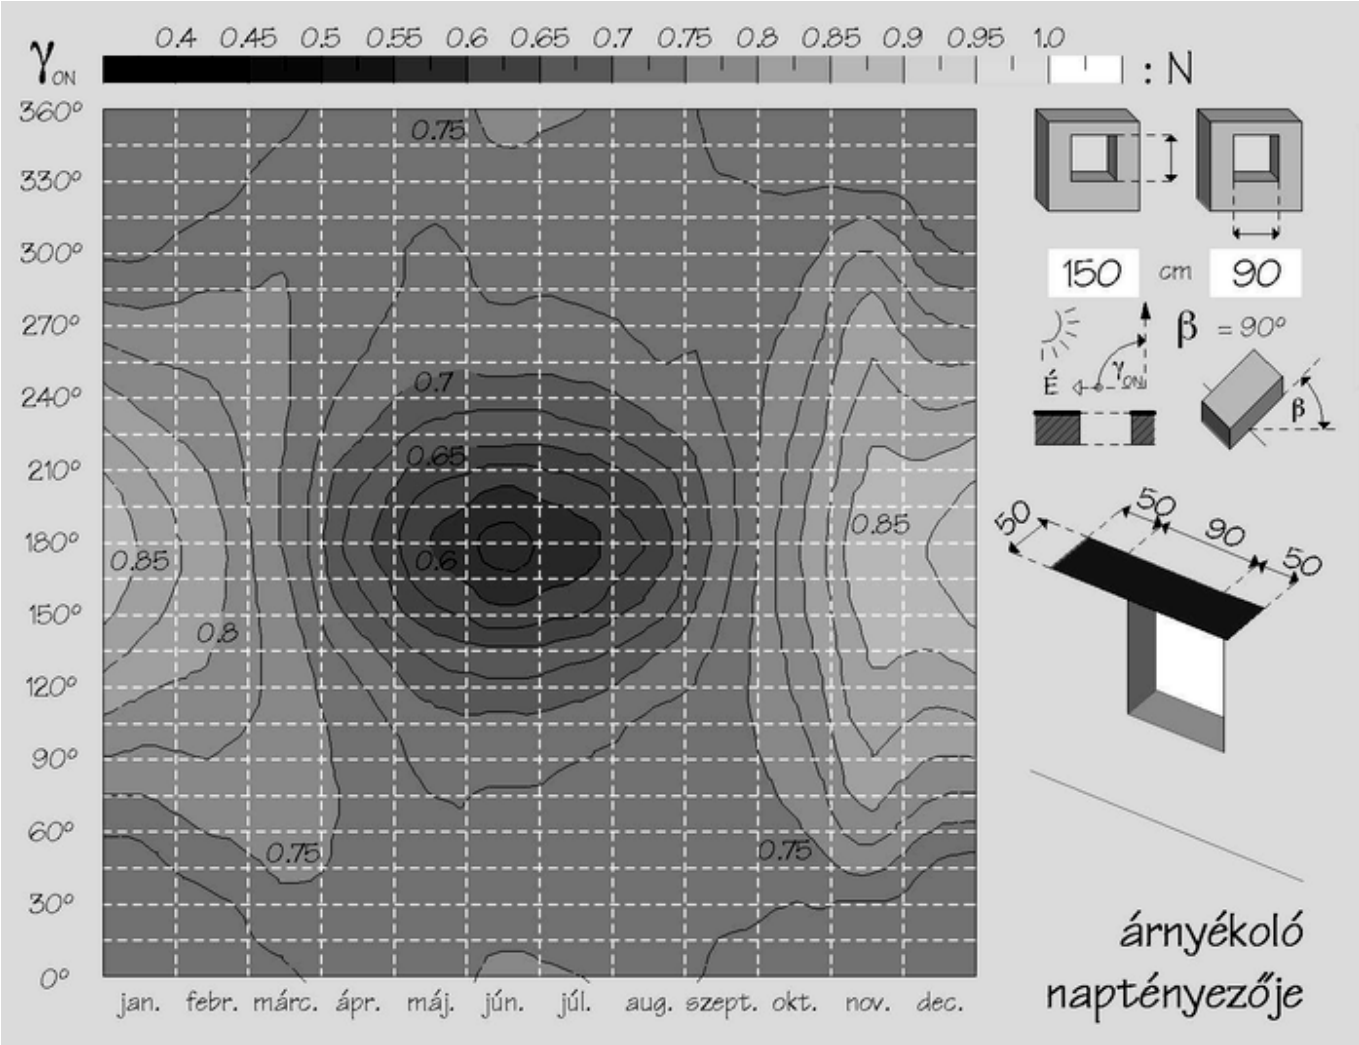 γON 0.4 0.45 0.5 0.55 0.6 0.65 0.7 0.75 0.8 0.85 0.9 0.95 1.0 : N
360°
330°
300°
270°
240°
210°
180°
150°
120°
90°
60°
30°
0°
0.75
0.7
0.65
0.85
0.85
0.6
0.8
0.75
0.75
jan. febr. márc. ápr. máj. jún. júl. aug. szept. okt. nov. dec.
150 cm 90
β = 90°
É
γON
β
50
50
90
50
árnyékoló
naptényezője